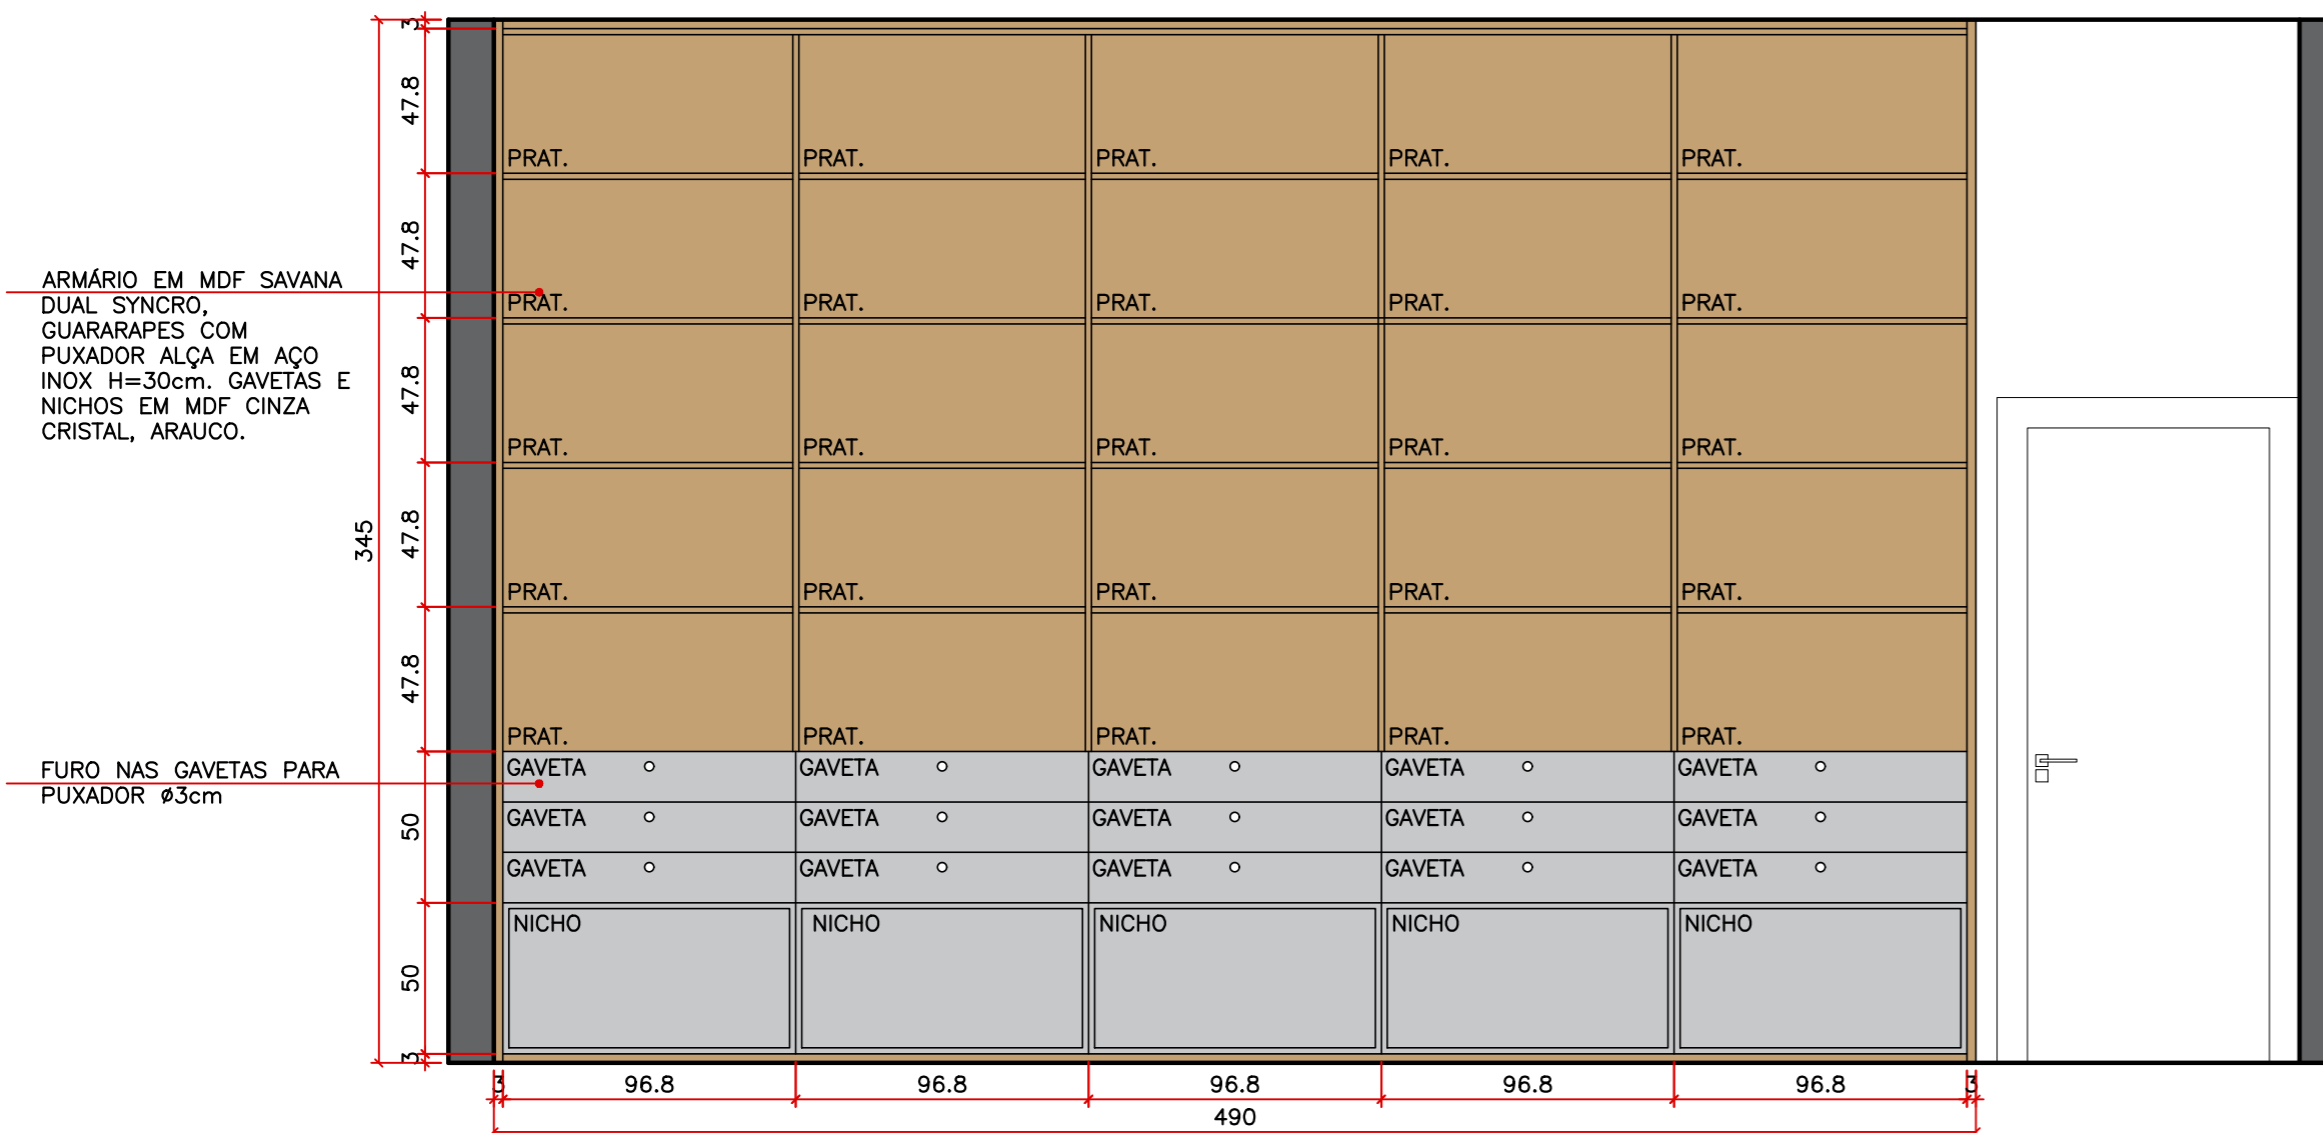 3
47.8
PRAT. PRAT. PRAT. PRAT. PRAT.
47.8
ARMÁRIO EM MDF SAVANA
DUAL SYNCRO,
GUARARAPES COM
PUXADOR ALÇA EM AÇO
INOX H=30cm. GAVETAS E
NICHOS EM MDF CINZA
CRISTAL, ARAUCO.
PRAT. PRAT. PRAT. PRAT. PRAT.
47.8
PRAT. PRAT. PRAT. PRAT. PRAT.
345
47.8
PRAT. PRAT. PRAT. PRAT. PRAT.
47.8
PRAT. PRAT. PRAT. PRAT. PRAT.
FURO NAS GAVETAS PARA
PUXADOR ø3cm
GAVETA GAVETA GAVETA GAVETA GAVETA
50
GAVETA GAVETA GAVETA GAVETA GAVETA
GAVETA GAVETA GAVETA GAVETA GAVETA
NICHO NICHO NICHO NICHO NICHO
50
3
3 96.8 96.8 96.8 96.8 96.8 3
490